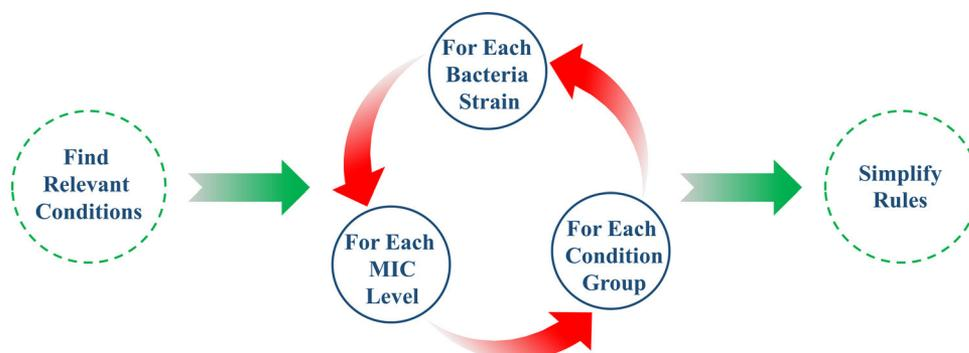 Find
Relevant
Conditions
For Each
Bacteria
Strain
For Each
MIC
Level
For Each
Condition
Group
Simplify
Rules